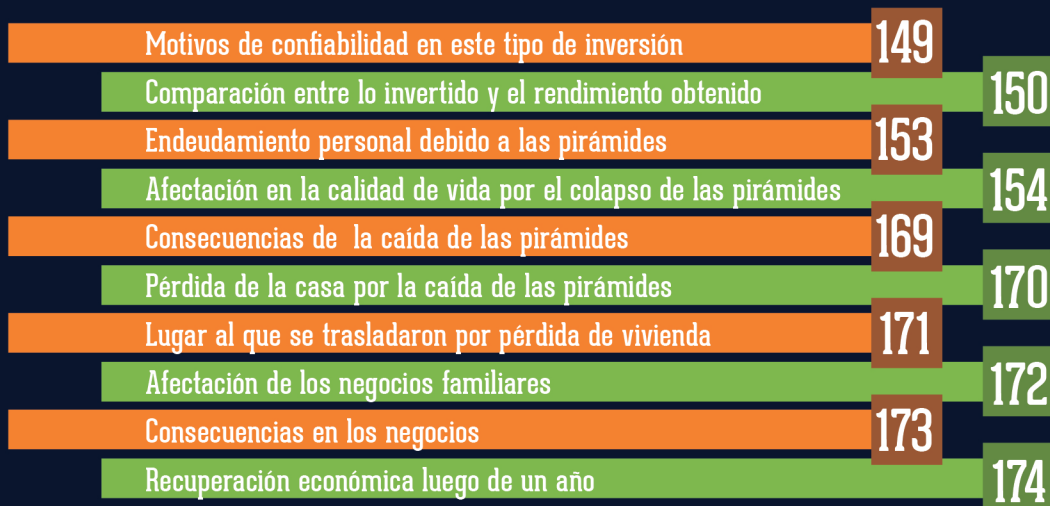 Motivos de confiabilidad en este tipo de inversión 149
Comparación entre lo invertido y el rendimiento obtenido 150
Endeudamiento personal debido a las pirámides 153
Afectación en la calidad de vida por el colapso de las pirámides 154
Consecuencias de la caída de las pirámides 169
Pérdida de la casa por la caída de las pirámides 170
Lugar al que se trasladaron por pérdida de vivienda 171
Afectación de los negocios familiares 172
Consecuencias en los negocios 173
Recuperación económica luego de un año 174